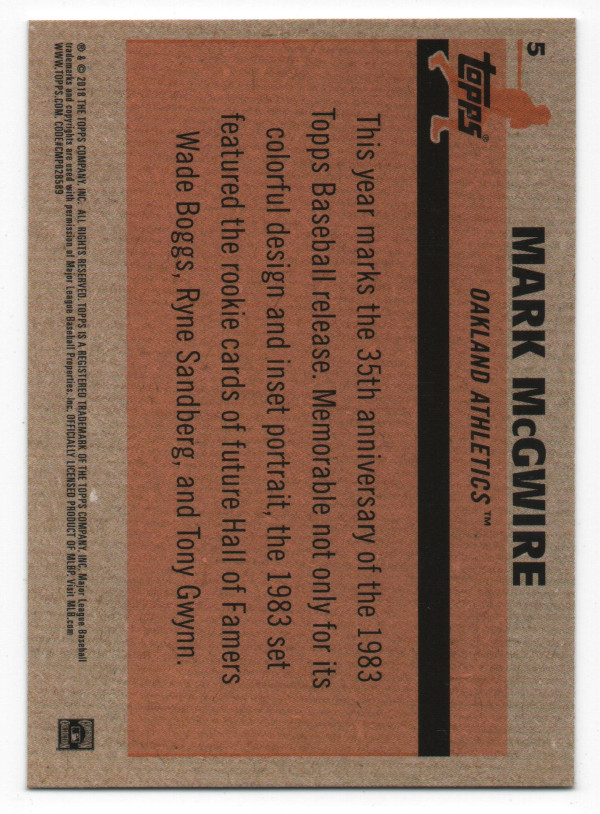 5
topps®
MARK McGWIRE
OAKLAND ATHLETICS™
This year marks the 35th anniversary of the 1983
Topps Baseball release. Memorable not only for its
colorful design and inset portrait, the 1983 set
featured the rookie cards of future Hall of Famers
Wade Boggs, Ryne Sandberg, and Tony Gwynn.
® & © 2018 THE TOPPS COMPANY, INC. ALL RIGHTS RESERVED. TOPPS IS A REGISTERED TRADEMARK OF THE TOPPS COMPANY, INC. Major League Baseball
trademarks and copyrights are used with permission of Major League Baseball Properties, Inc. OFFICIALLY LICENSED PRODUCT OF MLBP. Visit MLB.com
WWW.TOPPS.COM. CODE#CMP028589